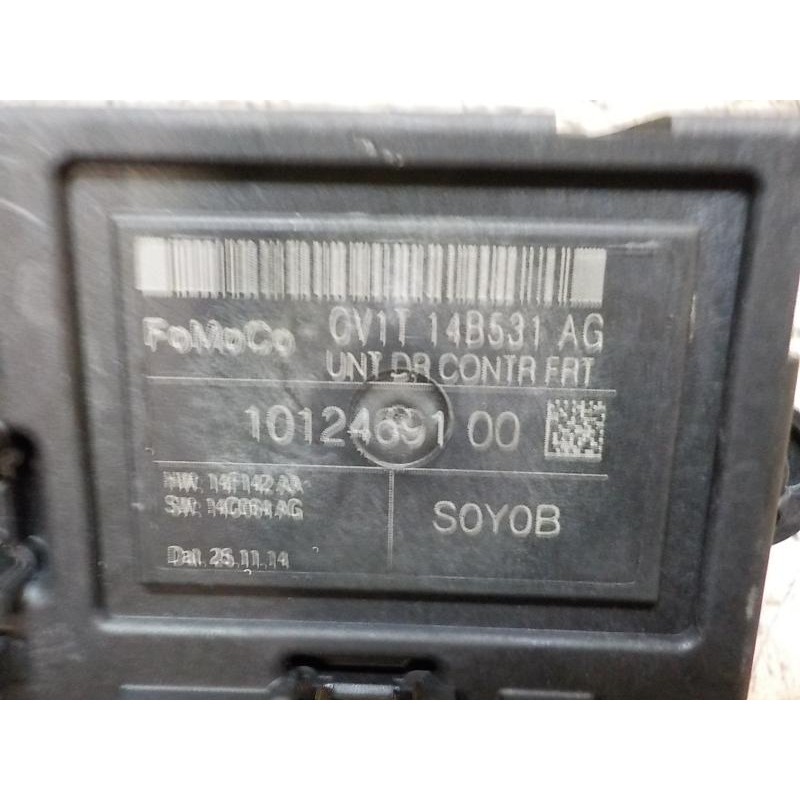 FoMoCo CV1T 14B531 AG
UNT DR CONTR FRT
10124691 00
HW: 14F142 AA
SW: 14C064 AG
S0Y0B
Dat. 25.11.14